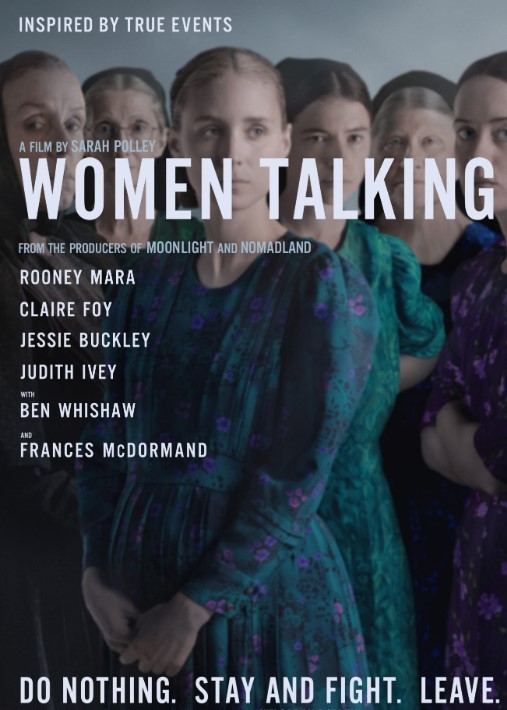 INSPIRED BY TRUE EVENTS
A FILM BY SARAH POLLEY
WOMEN TALKING
FROM THE PRODUCERS OF MOONLIGHT AND NOMADLAND
ROONEY MARA
CLAIRE FOY
JESSIE BUCKLEY
JUDITH IVEY
WITH
BEN WHISHAW
AND
FRANCES McDORMAND
DO NOTHING. STAY AND FIGHT. LEAVE.